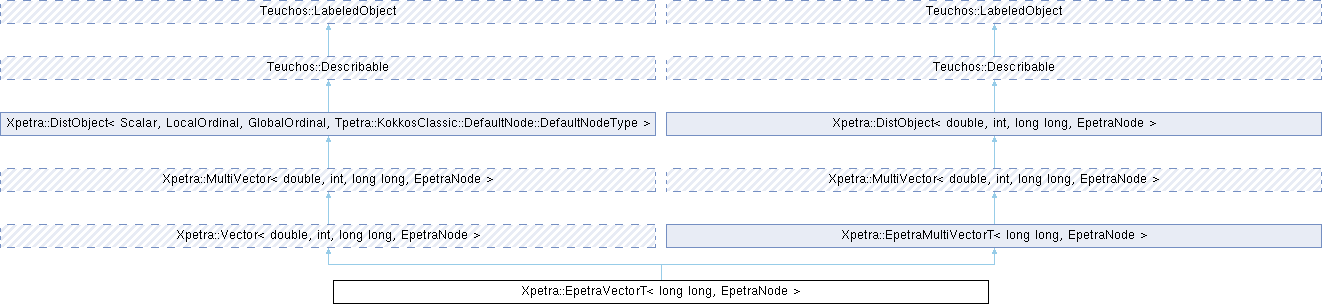 Teuchos::LabeledObject
Teuchos::LabeledObject
Teuchos::Describable
Teuchos::Describable
Xpetra::DistObject< Scalar, LocalOrdinal, GlobalOrdinal, Tpetra::KokkosClassic::DefaultNode::DefaultNodeType >
Xpetra::DistObject< double, int, long long, EpetraNode >
Xpetra::MultiVector< double, int, long long, EpetraNode >
Xpetra::MultiVector< double, int, long long, EpetraNode >
Xpetra::Vector< double, int, long long, EpetraNode >
Xpetra::EpetraMultiVectorT< long long, EpetraNode >
Xpetra::EpetraVectorT< long long, EpetraNode >